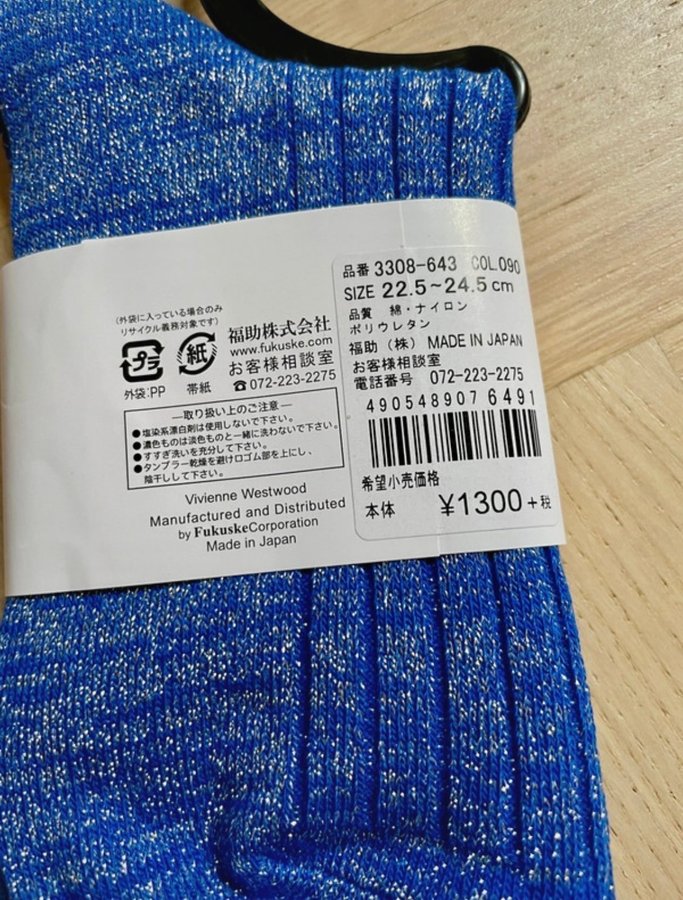 (外袋に入っている場合のみ
リサイクル義務対象です)
プラ
紙
外袋:PP
帯紙
福助株式会社
www.fukuske.com
お客様相談室
☎072-223-2275
―取り扱い上のご注意―
●塩染系漂白剤は使用しないで下さい。
●濃色ものは淡色ものと一緒に洗わないで下さい。
●すすぎ洗いを充分して下さい。
●タンブラー乾燥を避け口ゴム部を上にし、
陰干しして下さい。
Vivienne Westwood
Manufactured and Distributed
by FukuskeCorporation
Made in Japan
品番 3308-643 COL.090
SIZE 22.5~24.5cm
品質 綿・ナイロン
ポリウレタン
福助(株) MADE IN JAPAN
お客様相談室
電話番号 072-223-2275
490548907 6491
希望小売価格
本体 ¥1300+税